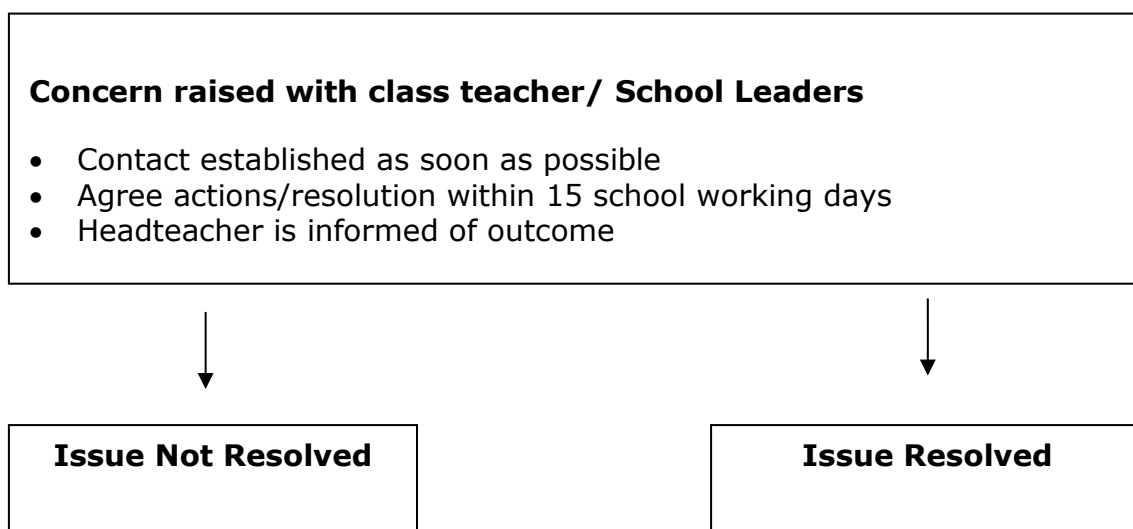 Concern raised with class teacher/ School Leaders
• Contact established as soon as possible
• Agree actions/resolution within 15 school working days
• Headteacher is informed of outcome
Issue Not Resolved
Issue Resolved